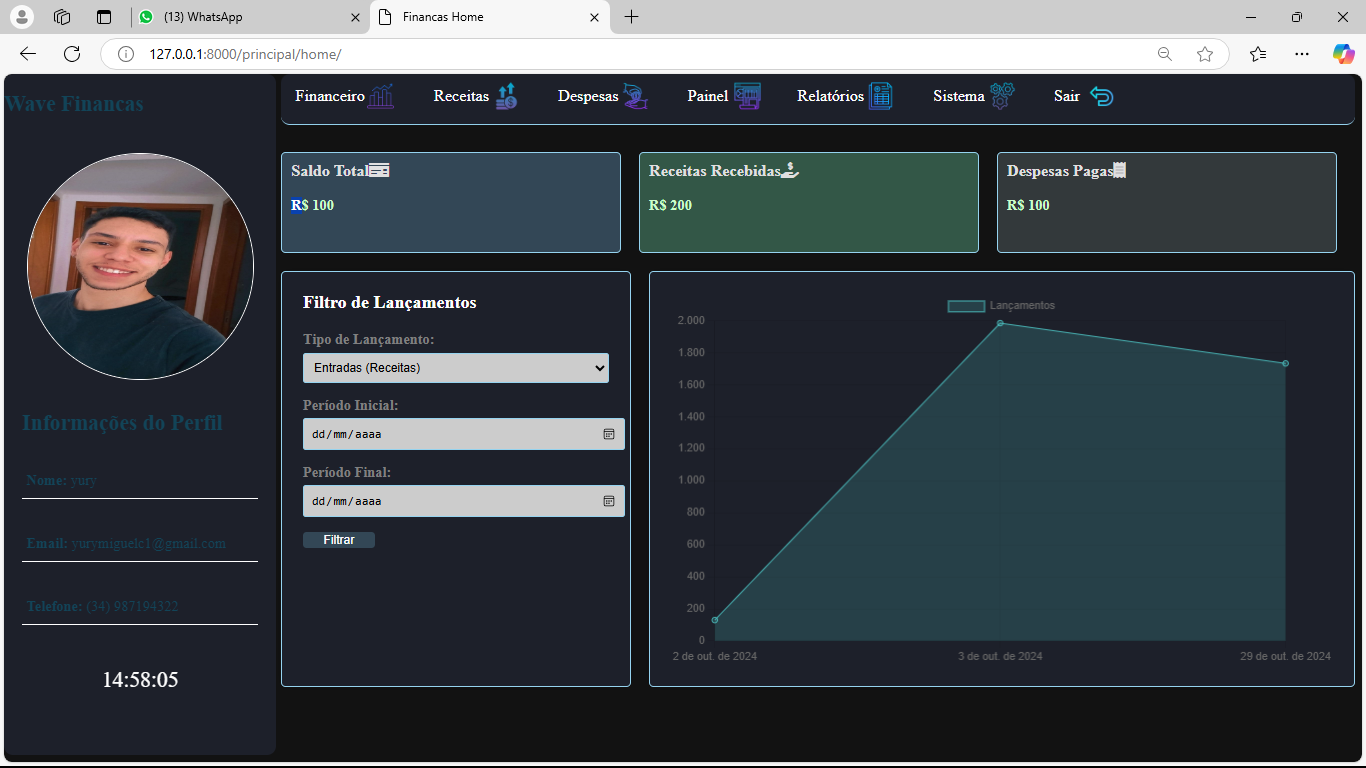 (13) WhatsApp
Financas Home
127.0.0.1:8000/principal/home/
Wave Financas
Financeiro
Receitas
Despesas
Painel
Relatórios
Sistema
Sair
Saldo Total
R$ 100
Receitas Recebidas
R$ 200
Despesas Pagas
R$ 100
Informações do Perfil
Nome: yury
Email: yurymiguelc1@gmail.com
Telefone: (34) 987194322
14:58:05
Filtro de Lançamentos
Tipo de Lançamento:
Entradas (Receitas)
Período Inicial:
dd/mm/aaaa
Período Final:
dd/mm/aaaa
Filtrar
Lançamentos
2.000
1.800
1.600
1.400
1.200
1.000
800
600
400
200
0
2 de out. de 2024
3 de out. de 2024
29 de out. de 2024